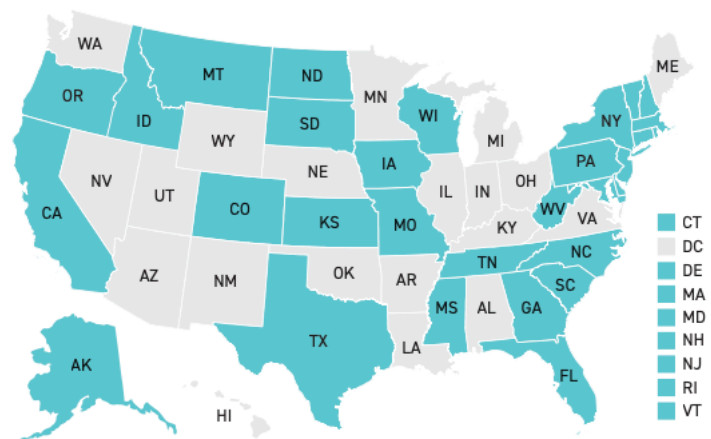 WA
ME
MT
ND
MN
OR
ID
SD
WI
NY
WY
MI
IA
PA
NE
NV
UT
IL
IN
OH
CO
WV
VA
CA
KS
MO
KY
CT
NC
DC
TN
OK
AZ
NM
AR
DE
SC
MA
MS
AL
GA
MD
TX
LA
NH
AK
NJ
FL
RI
HI
VT